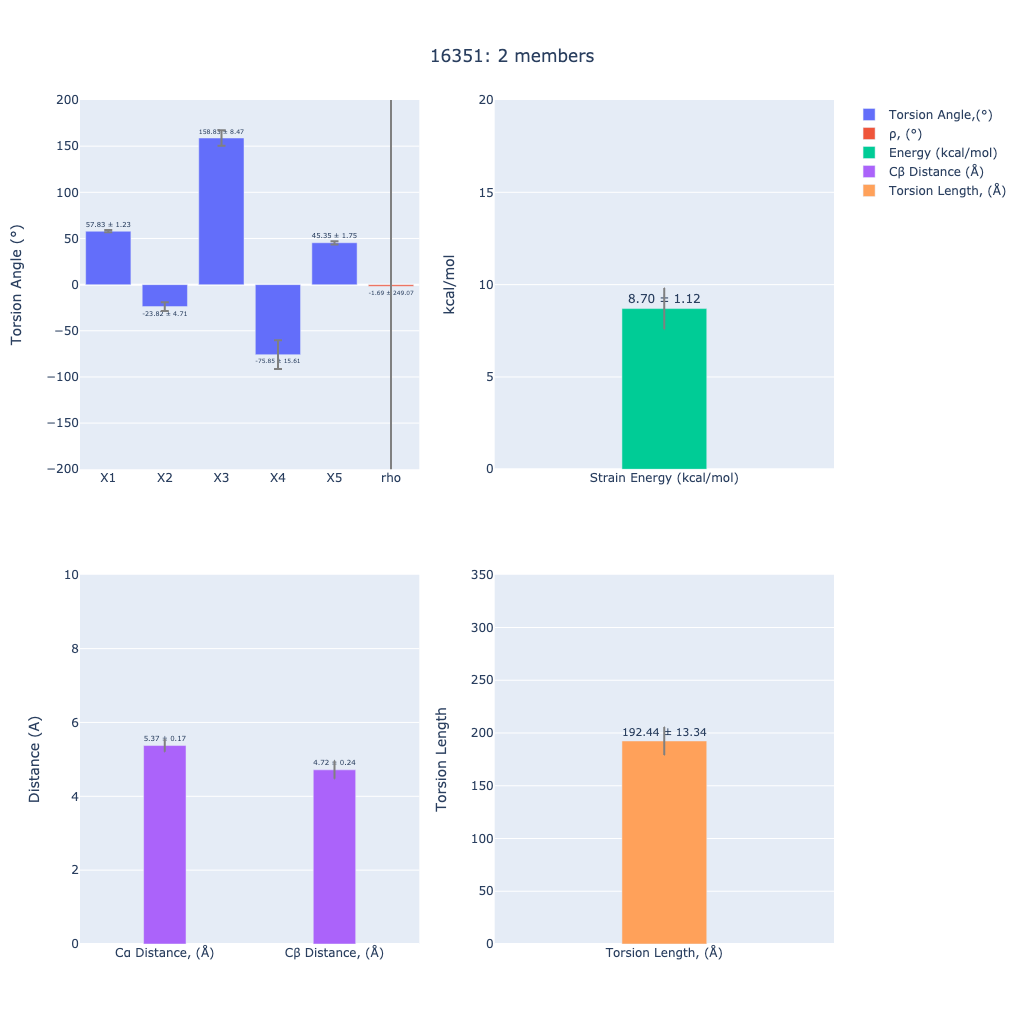 16351: 2 members
Torsion Angle (°)
200
150
100
50
0
−50
−100
−150
−200
57.83 ± 1.23
-23.82 ± 4.71
158.83 ± 8.47
-75.85 ± 15.61
45.35 ± 1.75
-1.69 ± 249.07
X1 X2 X3 X4 X5 rho
kcal/mol
20
15
10
5
0
8.70 ± 1.12
Strain Energy (kcal/mol)
Torsion Angle,(°)
ρ, (°)
Energy (kcal/mol)
Cβ Distance (Å)
Torsion Length, (Å)
Distance (A)
10
8
6
4
2
0
5.37 ± 0.17
4.72 ± 0.24
Cα Distance, (Å) Cβ Distance, (Å)
Torsion Length
350
300
250
200
150
100
50
0
192.44 ± 13.34
Torsion Length, (Å)